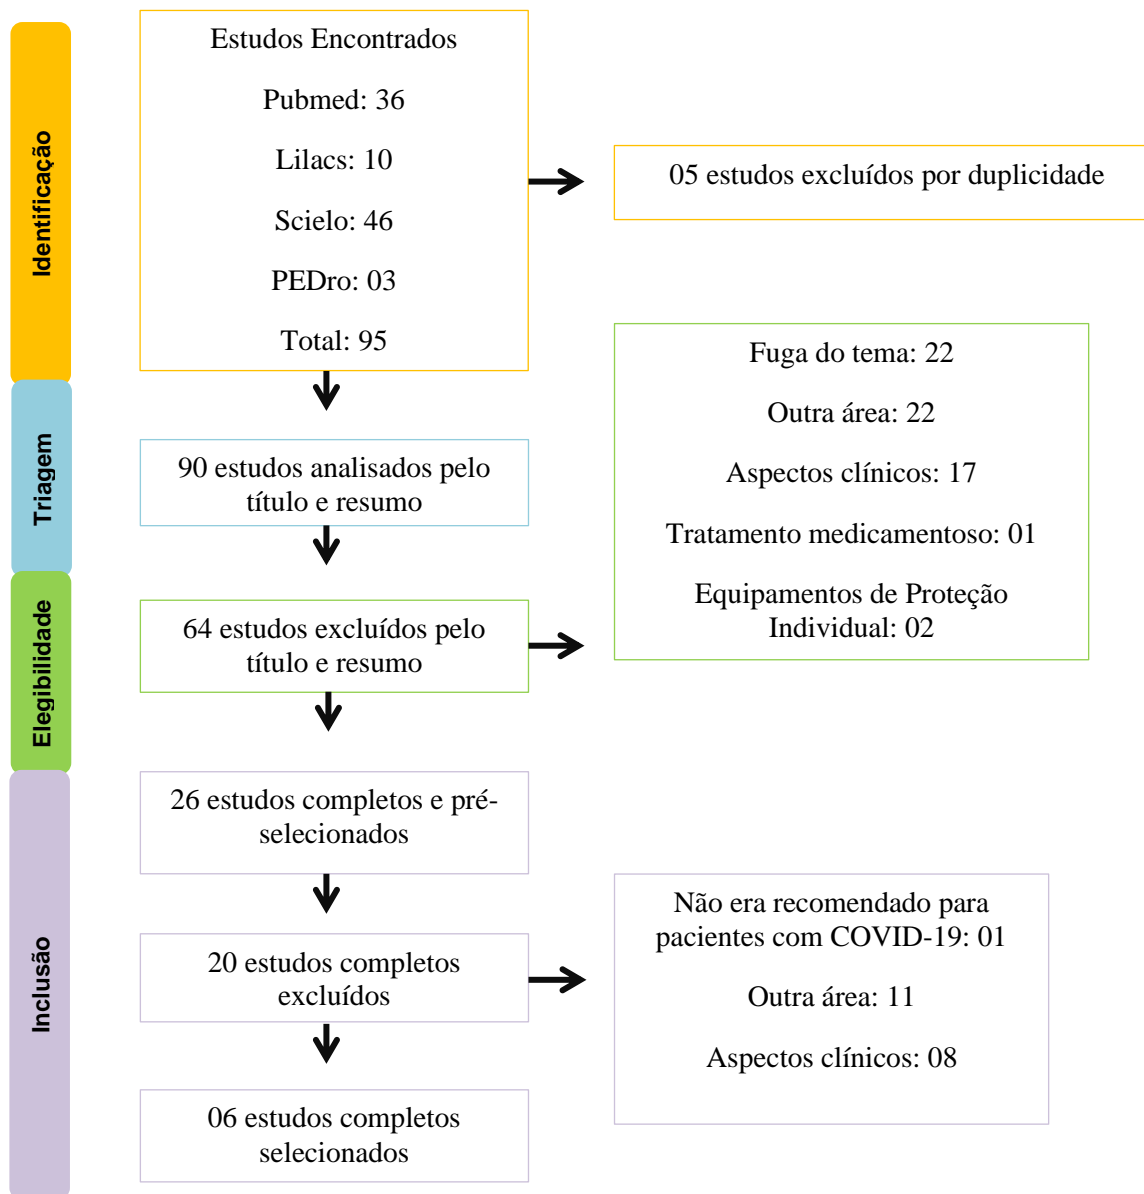 Identificação
Estudos Encontrados
Pubmed: 36
Lilacs: 10
Scielo: 46
PEDro: 03
Total: 95
05 estudos excluídos por duplicidade
Triagem
90 estudos analisados pelo
título e resumo
Elegibilidade
64 estudos excluídos pelo
título e resumo
Fuga do tema: 22
Outra área: 22
Aspectos clínicos: 17
Tratamento medicamentoso: 01
Equipamentos de Proteção
Individual: 02
Inclusão
26 estudos completos e pré-
selecionados
20 estudos completos
excluídos
Não era recomendado para
pacientes com COVID-19: 01
Outra área: 11
Aspectos clínicos: 08
06 estudos completos
selecionados